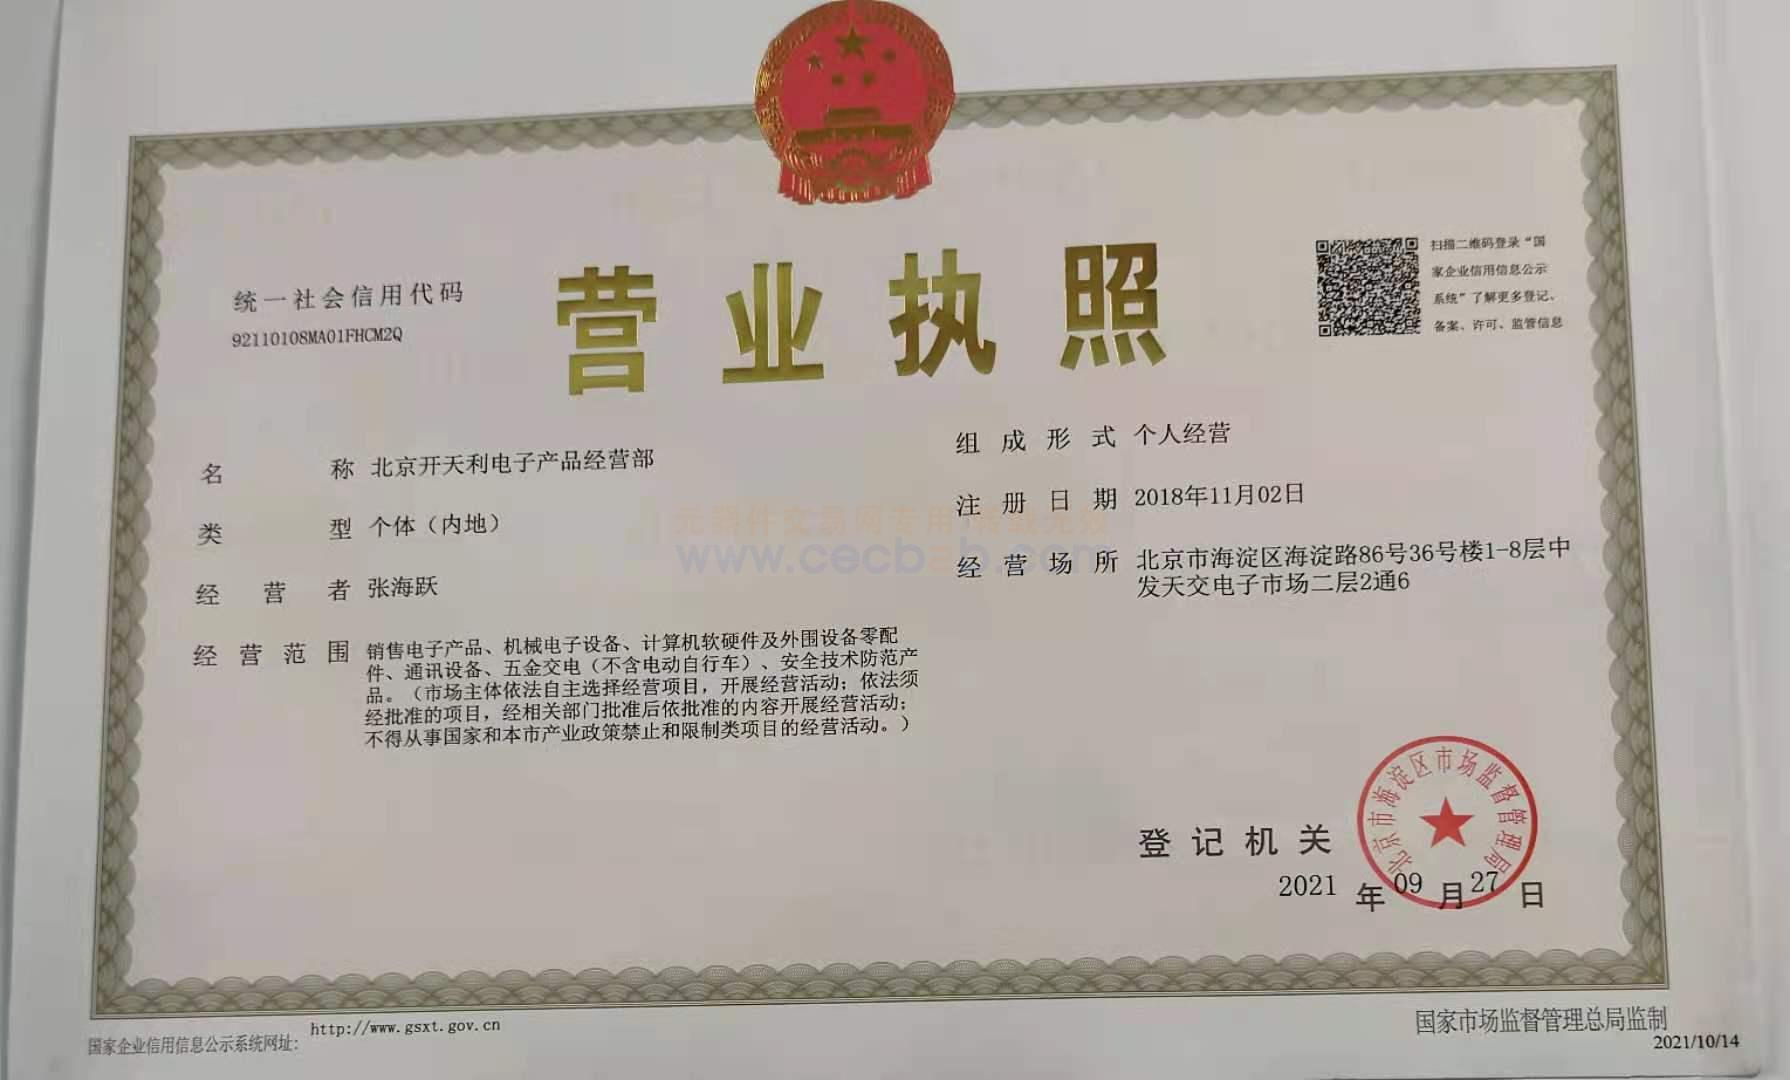 营业执照
统一社会信用代码
92110108MA01FHCM2Q
扫描二维码登录“国
家企业信用信息公示
系统”了解更多登记、
备案、许可、监管信息
名称 北京开天利电子产品经营部
类型 个体（内地）
经营者 张海跃
经营范围 销售电子产品、机械电子设备、计算机软硬件及外围设备零配
件、通讯设备、五金交电（不含电动自行车）、安全技术防范产
品。（市场主体依法自主选择经营项目，开展经营活动；依法须
经批准的项目，经相关部门批准后依批准的内容开展经营活动；
不得从事国家和本市产业政策禁止和限制类项目的经营活动。）
组成形式 个人经营
注册日期 2018年11月02日
经营场所 北京市海淀区海淀路86号36号楼1-8层中
发天交电子市场二层2通6
元器件交易网专用 转载无效
www.cecb2b.com
登记机关
北京市海淀区市场监督管理局
2021 年 09 月 27 日
国家企业信用信息公示系统网址: http://www.gsxt.gov.cn
国家市场监督管理总局监制
2021/10/14